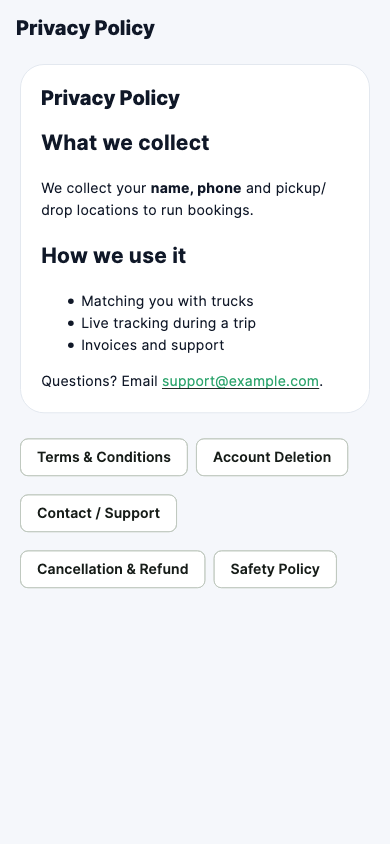 Privacy Policy
Privacy Policy
What we collect
We collect your name, phone and pickup/
drop locations to run bookings.
How we use it
• Matching you with trucks
• Live tracking during a trip
• Invoices and support
Questions? Email support@example.com.
Terms & Conditions
Account Deletion
Contact / Support
Cancellation & Refund
Safety Policy